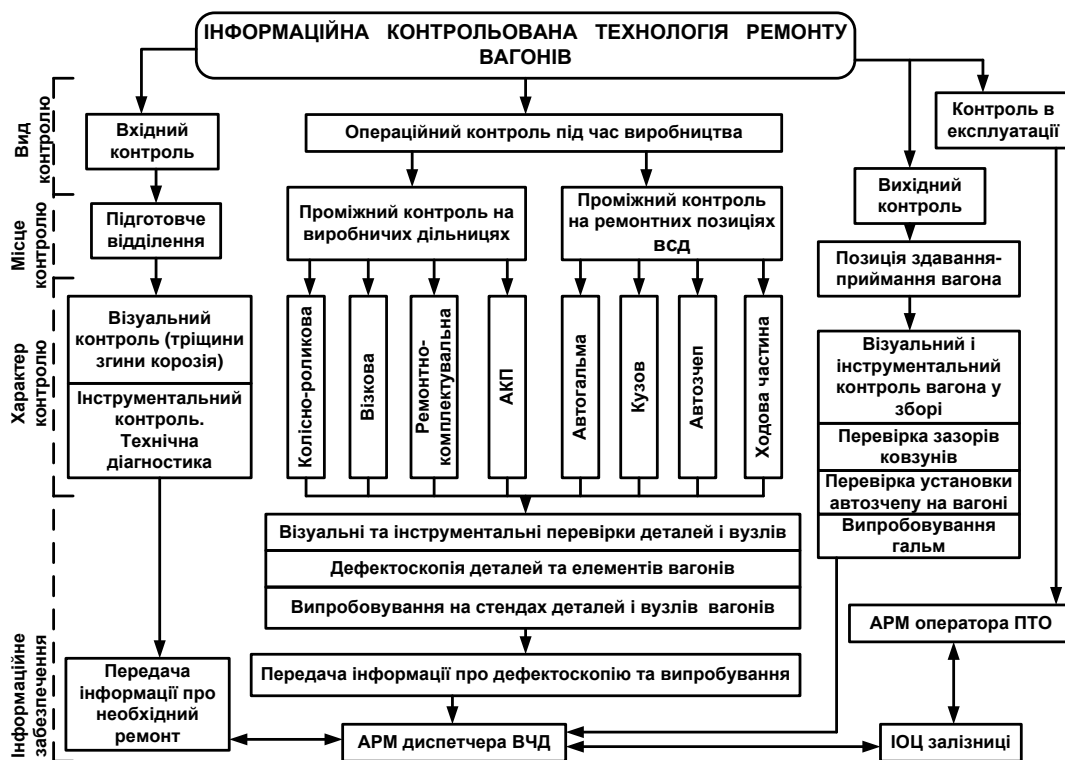 ІНФОРМАЦІЙНА КОНТРОЛЬОВАНА ТЕХНОЛОГІЯ РЕМОНТУ
ВАГОНІВ
Вид
контролю
Вхідний
контроль
Операційний контроль під час виробництва
Контроль в
експлуатації
Місце
контролю
Підготовче
відділення
Проміжний контроль на
виробничих дільницях
Проміжний контроль
на ремонтних позиціях
ВСД
Вихідний
контроль
Позиція здавання-
приймання вагона
Характер
контролю
Візуальний
контроль (тріщини
згини корозія)
Інструментальний
контроль.
Технічна
діагностика
Колісно-роликова
Візкова
Ремонтно-
комплектувальна
АКП
Автогальма
Кузов
Автозчеп
Ходова частина
Візуальний і
інструментальний
контроль вагона у
зборі
Перевірка зазорів
ковзунів
Перевірка установки
автозчепу на вагоні
Випробовування
гальм
Інформаційне
забезпечення
Візуальні та інструментальні перевірки деталей і вузлів
Дефектоскопія деталей та елементів вагонів
Випробовування на стендах деталей і вузлів вагонів
Передача інформації про дефектоскопію та випробування
Передача
інформації про
необхідний
ремонт
АРМ диспетчера ВЧД
АРМ оператора ПТО
ІОЦ залізниці